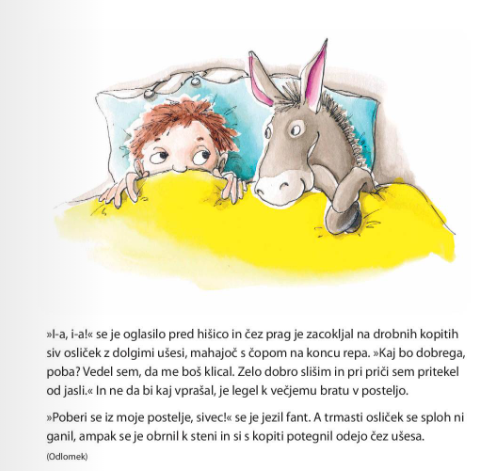 »I-a, i-a!« se je oglasilo pred hišico in čez prag je zacokljal na drobnih kopitih
siv osliček z dolgimi ušesi, mahajoč s čopom na koncu repa. »Kaj bo dobrega,
poba? Vedel sem, da me boš klical. Zelo dobro slišim in pri priči sem pritekel
od jasli.« In ne da bi kaj vprašal, je legel k večjemu bratu v posteljo.
»Poberi se iz moje postelje, sivec!« se je jezil fant. A trmasti osliček se sploh ni
ganil, ampak se je obrnil k steni in si s kopiti potegnil odejo čez ušesa.
(Odlomek)